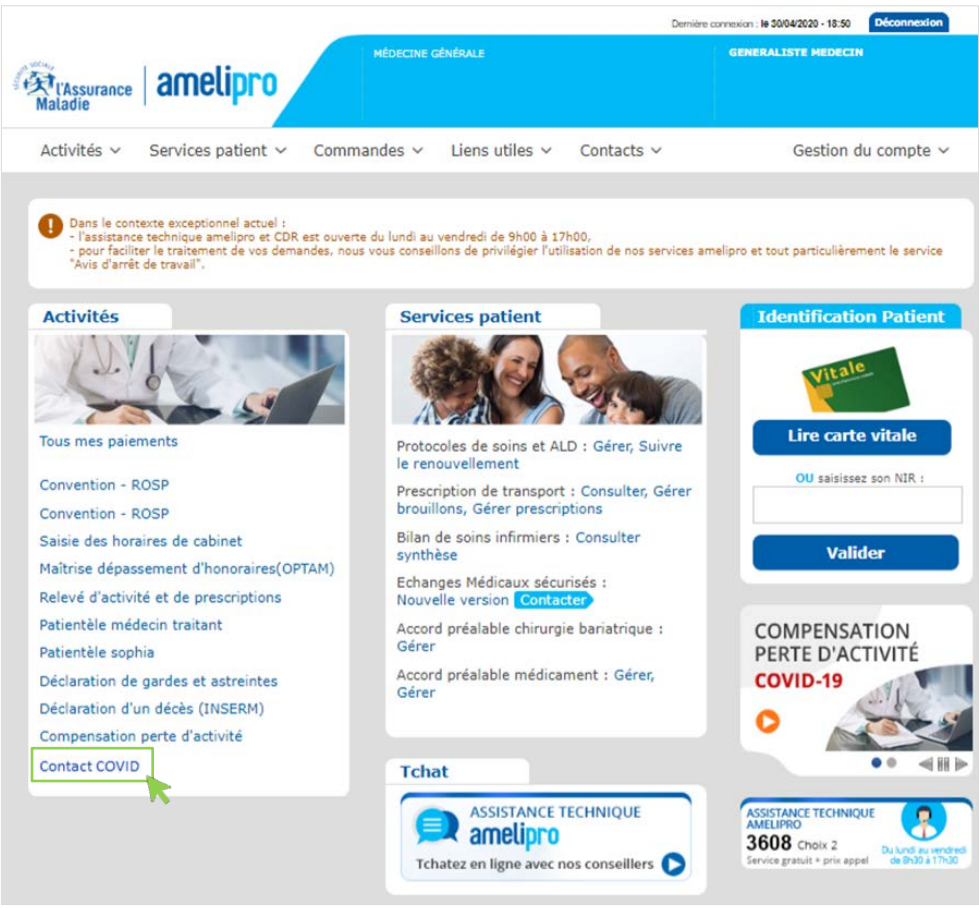 Dernière connexion : le 30/04/2020 - 18:50 Déconnexion
SÉCURITÉ SOCIALE
l'Assurance
Maladie
amelipro
MÉDECINE GÉNÉRALE
GENERALISTE MEDECIN
Activités Services patient Commandes Liens utiles Contacts Gestion du compte
Dans le contexte exceptionnel actuel :
- l'assistance technique amelipro et CDR est ouverte du lundi au vendredi de 9h00 à 17h00,
- pour faciliter le traitement de vos demandes, nous vous conseillons de privilégier l'utilisation de nos services amelipro et tout particulièrement le service
"Avis d'arrêt de travail".
Activités
Tous mes paiements
Convention - ROSP
Convention - ROSP
Saisie des horaires de cabinet
Maîtrise dépassement d'honoraires(OPTAM)
Relevé d'activité et de prescriptions
Patientèle médecin traitant
Patientèle sophia
Déclaration de gardes et astreintes
Déclaration d'un décès (INSERM)
Compensation perte d'activité
Contact COVID
Services patient
Protocoles de soins et ALD : Gérer, Suivre
le renouvellement
Prescription de transport : Consulter, Gérer
brouillons, Gérer prescriptions
Bilan de soins infirmiers : Consulter
synthèse
Echanges Médicaux sécurisés :
Nouvelle version Contacter
Accord préalable chirurgie bariatrique :
Gérer
Accord préalable médicament : Gérer,
Gérer
Tchat
ASSISTANCE TECHNIQUE
amelipro
Tchatez en ligne avec nos conseillers
Identification Patient
Vitale
Lire carte vitale
OU saisissez son NIR :
Valider
COMPENSATION
PERTE D'ACTIVITÉ
COVID-19
ASSISTANCE TECHNIQUE
AMELIPRO
3608 Choix 2
Service gratuit + prix appel
Du lundi au vendredi
de 8h30 à 17h30